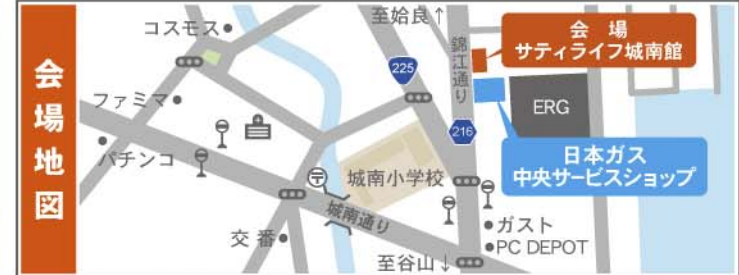 会場地図
コスモス
至姶良↑
会場
サティライフ城南館
錦江通り
225
ファミマ
ERG
216
パチンコ
日本ガス
中央サービスショップ
〒
城南小学校
城南通り
ガスト
交番
PC DEPOT
至谷山↓